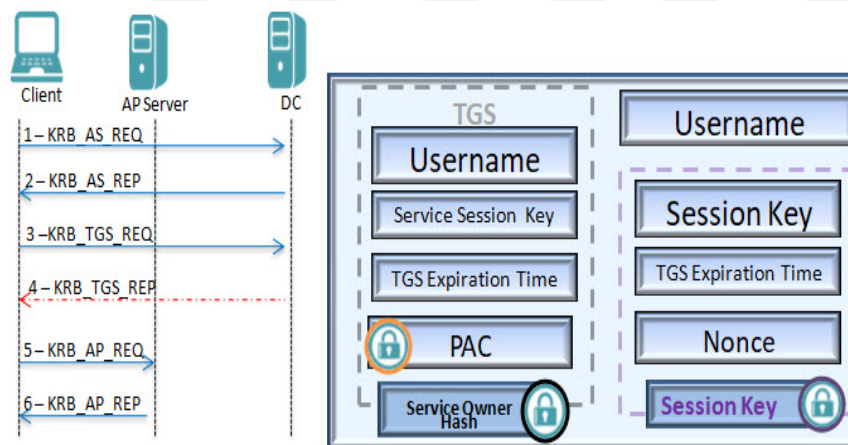 Client
AP Server
DC
1 – KRB_AS_REQ
2 – KRB_AS_REP
3 –KRB_TGS_REQ
4 – KRB_TGS_REP
5 – KRB_AP_REQ
6 – KRB_AP_REP
TGS
Username
Service Session Key
TGS Expiration Time
PAC
Service Owner
Hash
Username
Session Key
TGS Expiration Time
Nonce
Session Key